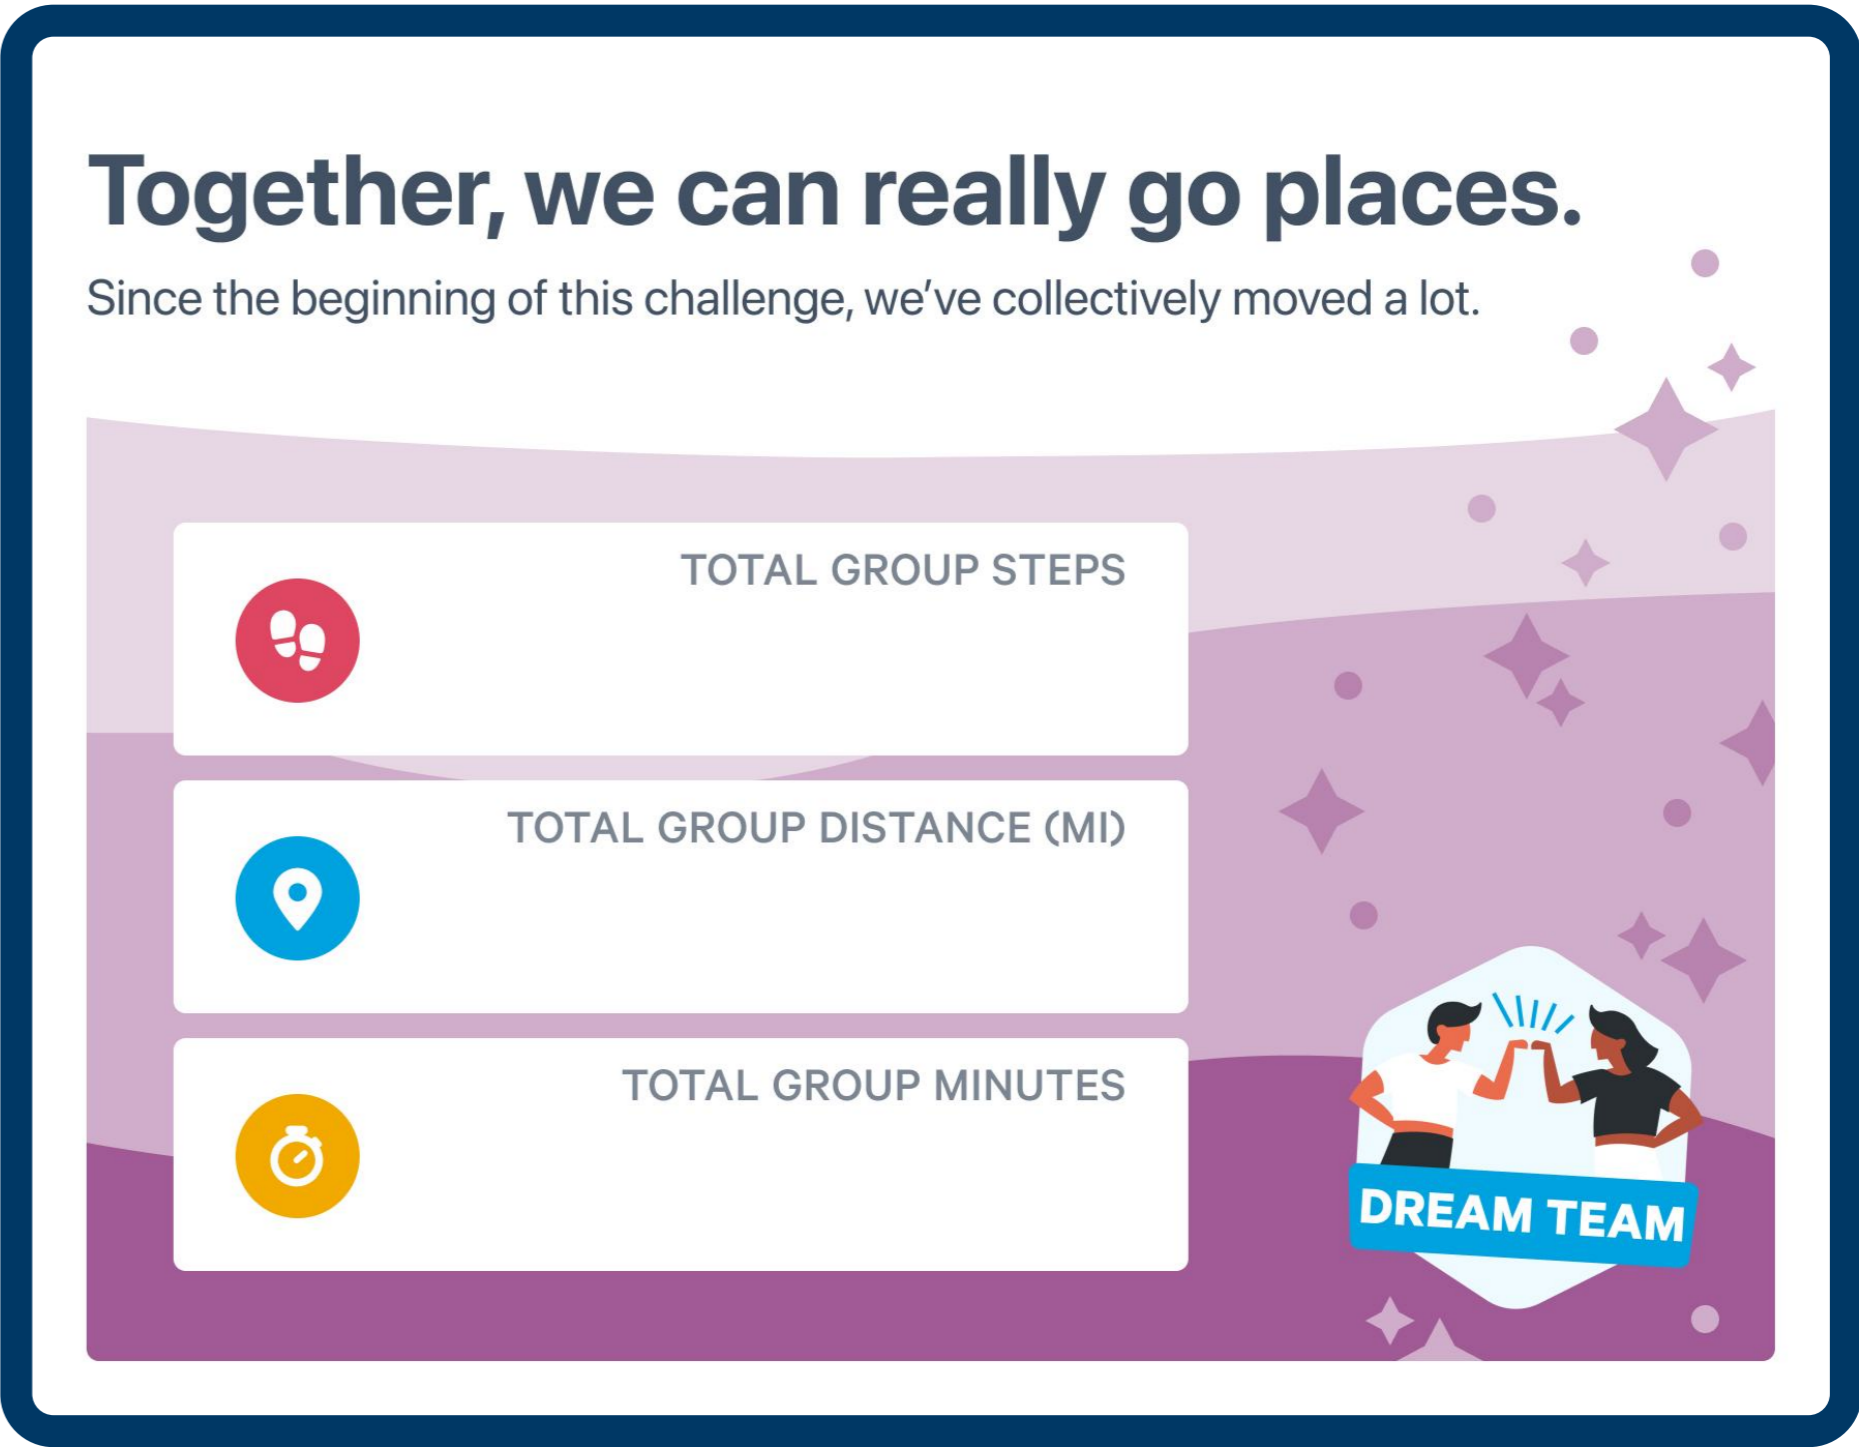 Together, we can really go places.
Since the beginning of this challenge, we’ve collectively moved a lot.
TOTAL GROUP STEPS
TOTAL GROUP DISTANCE (MI)
TOTAL GROUP MINUTES
DREAM TEAM